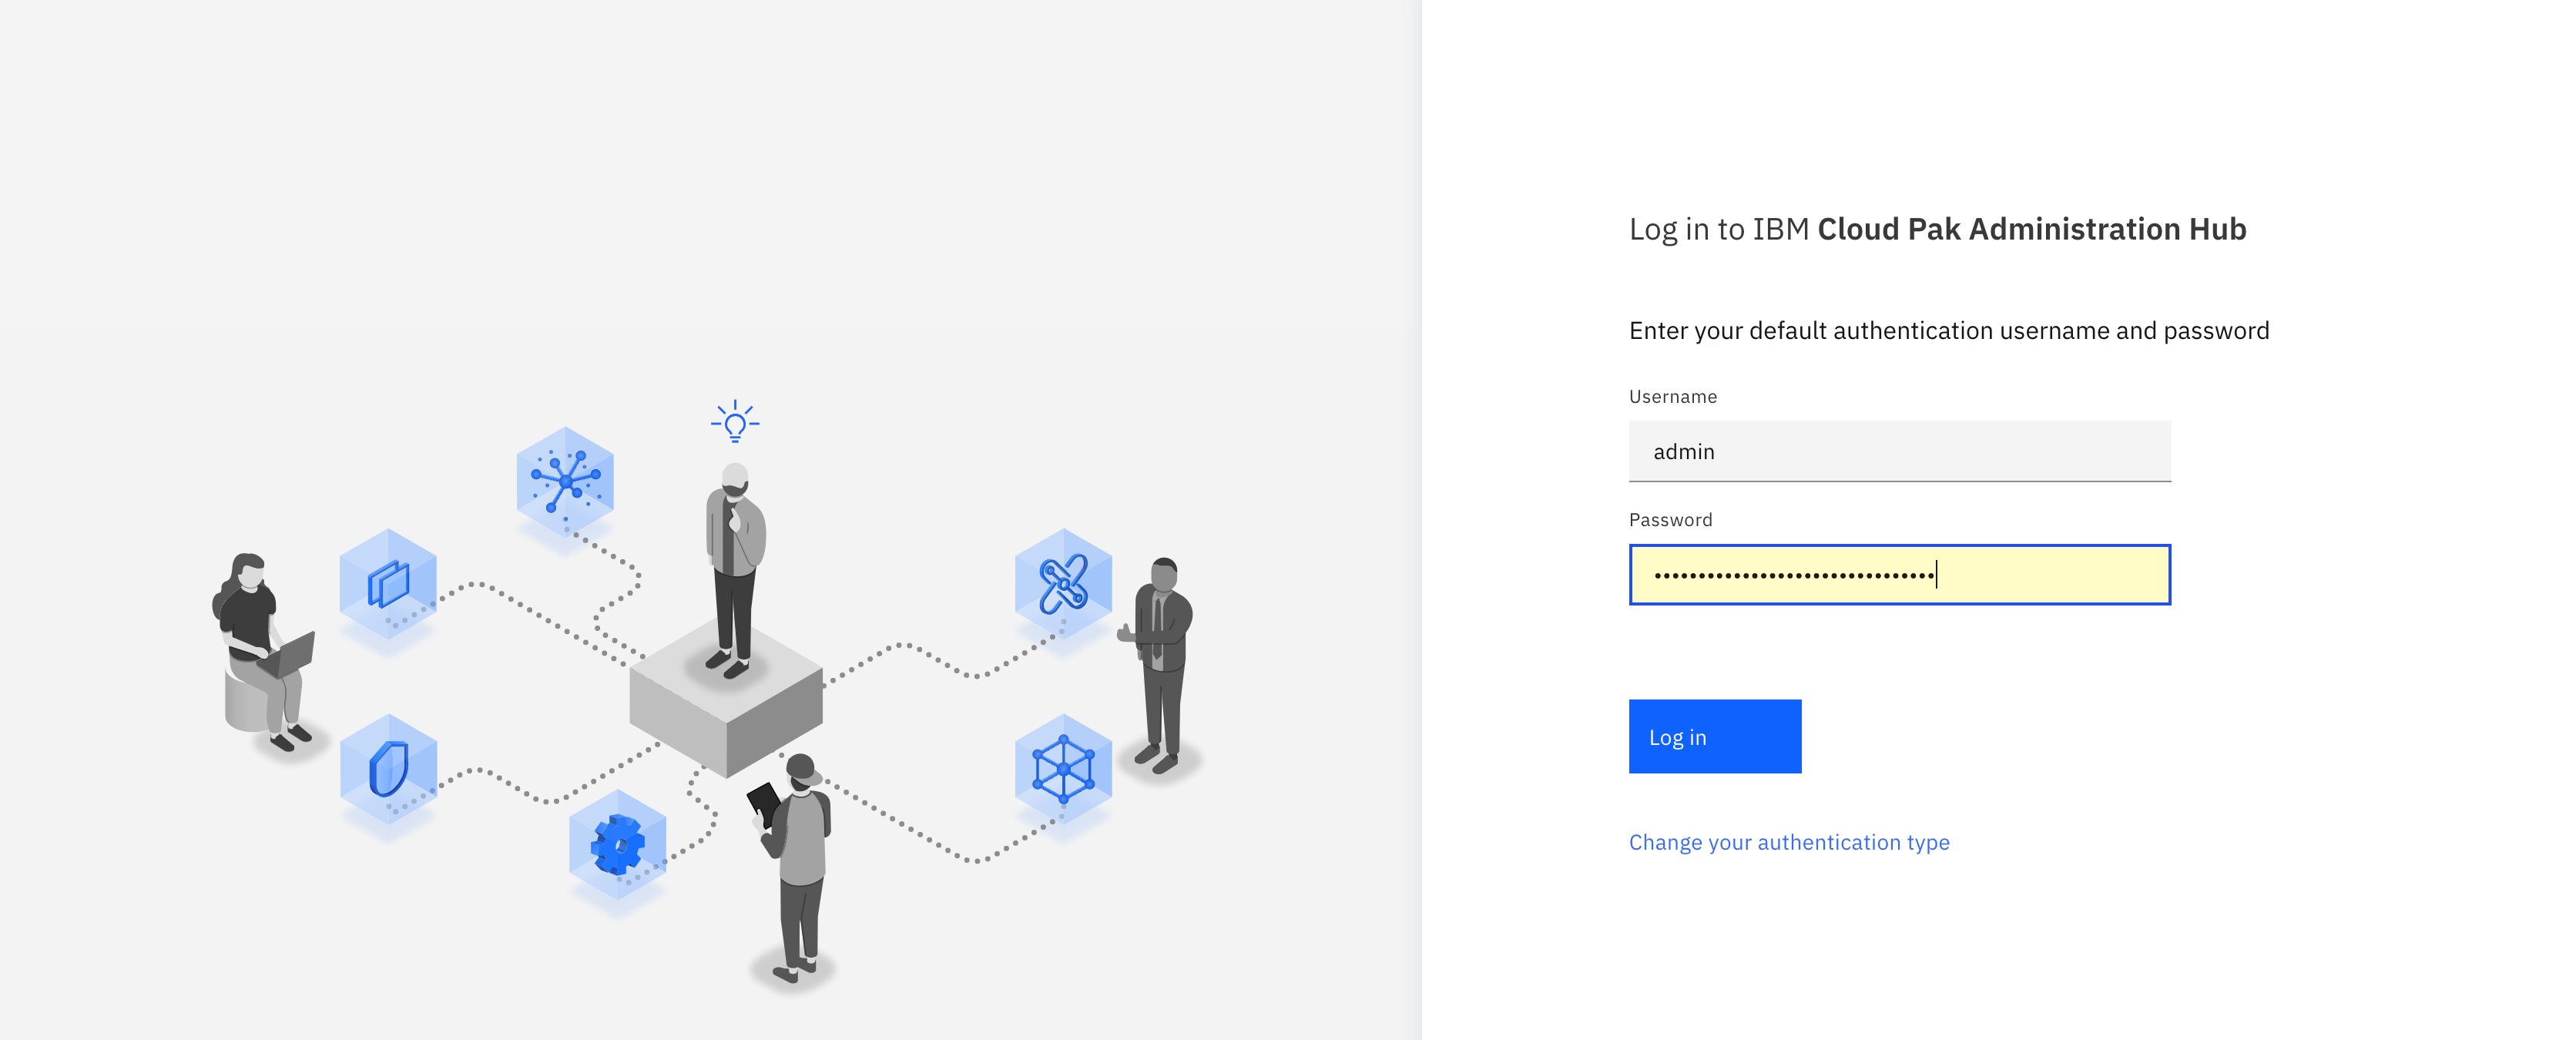 Log in to IBM Cloud Pak Administration Hub
Enter your default authentication username and password
Username
admin
Password
••••••••••••••••••••••••••••••••
Log in
Change your authentication type